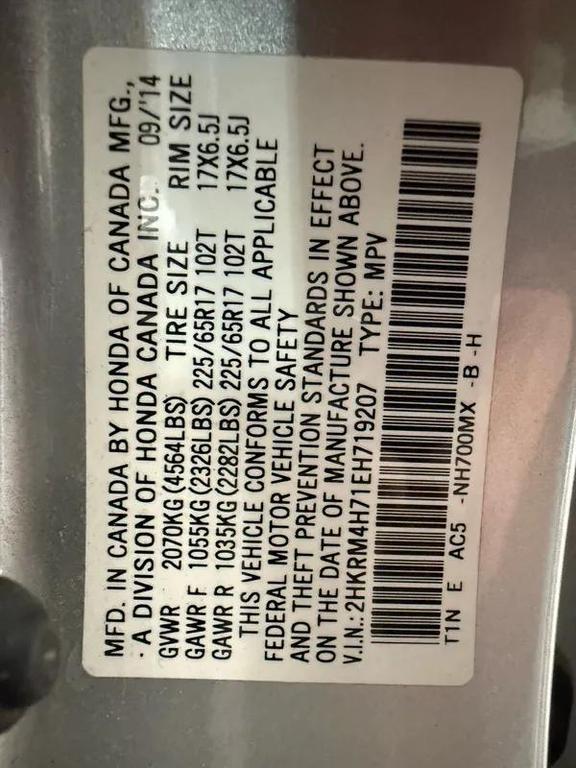 MFD. IN CANADA BY HONDA OF CANADA MFG.,
· A DIVISION OF HONDA CANADA INC. 09/'14
GVWR 2070KG (4564LBS) TIRE SIZE RIM SIZE
GAWR F 1055KG (2326LBS) 225/65R17 102T 17X6.5J
GAWR R 1035KG (2282LBS) 225/65R17 102T 17X6.5J
THIS VEHICLE CONFORMS TO ALL APPLICABLE
FEDERAL MOTOR VEHICLE SAFETY
AND THEFT PREVENTION STANDARDS IN EFFECT
ON THE DATE OF MANUFACTURE SHOWN ABOVE.
V.I.N.: 2HKRM4H71EH719207 TYPE: MPV
T1N E AC5 -NH700MX -B -H